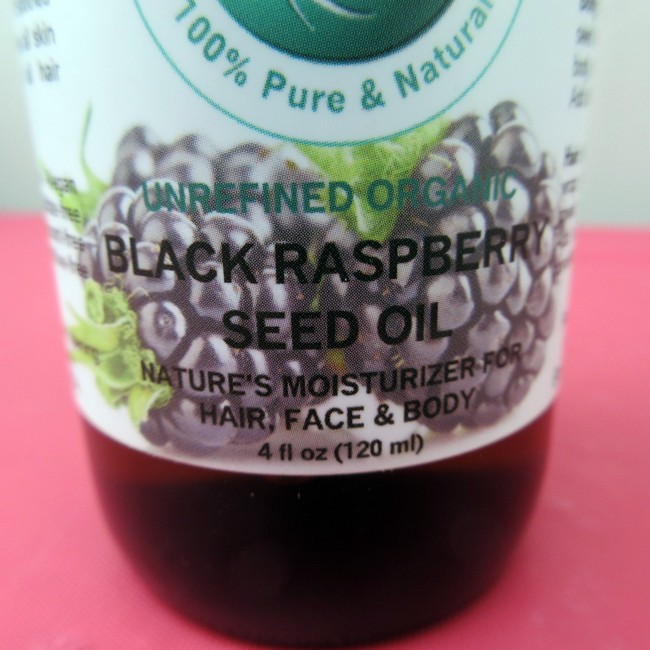 100% Pure & Natural
UNREFINED ORGANIC
BLACK RASPBERRY
SEED OIL
NATURE'S MOISTURIZER FOR
HAIR, FACE & BODY
4 fl oz (120 ml)